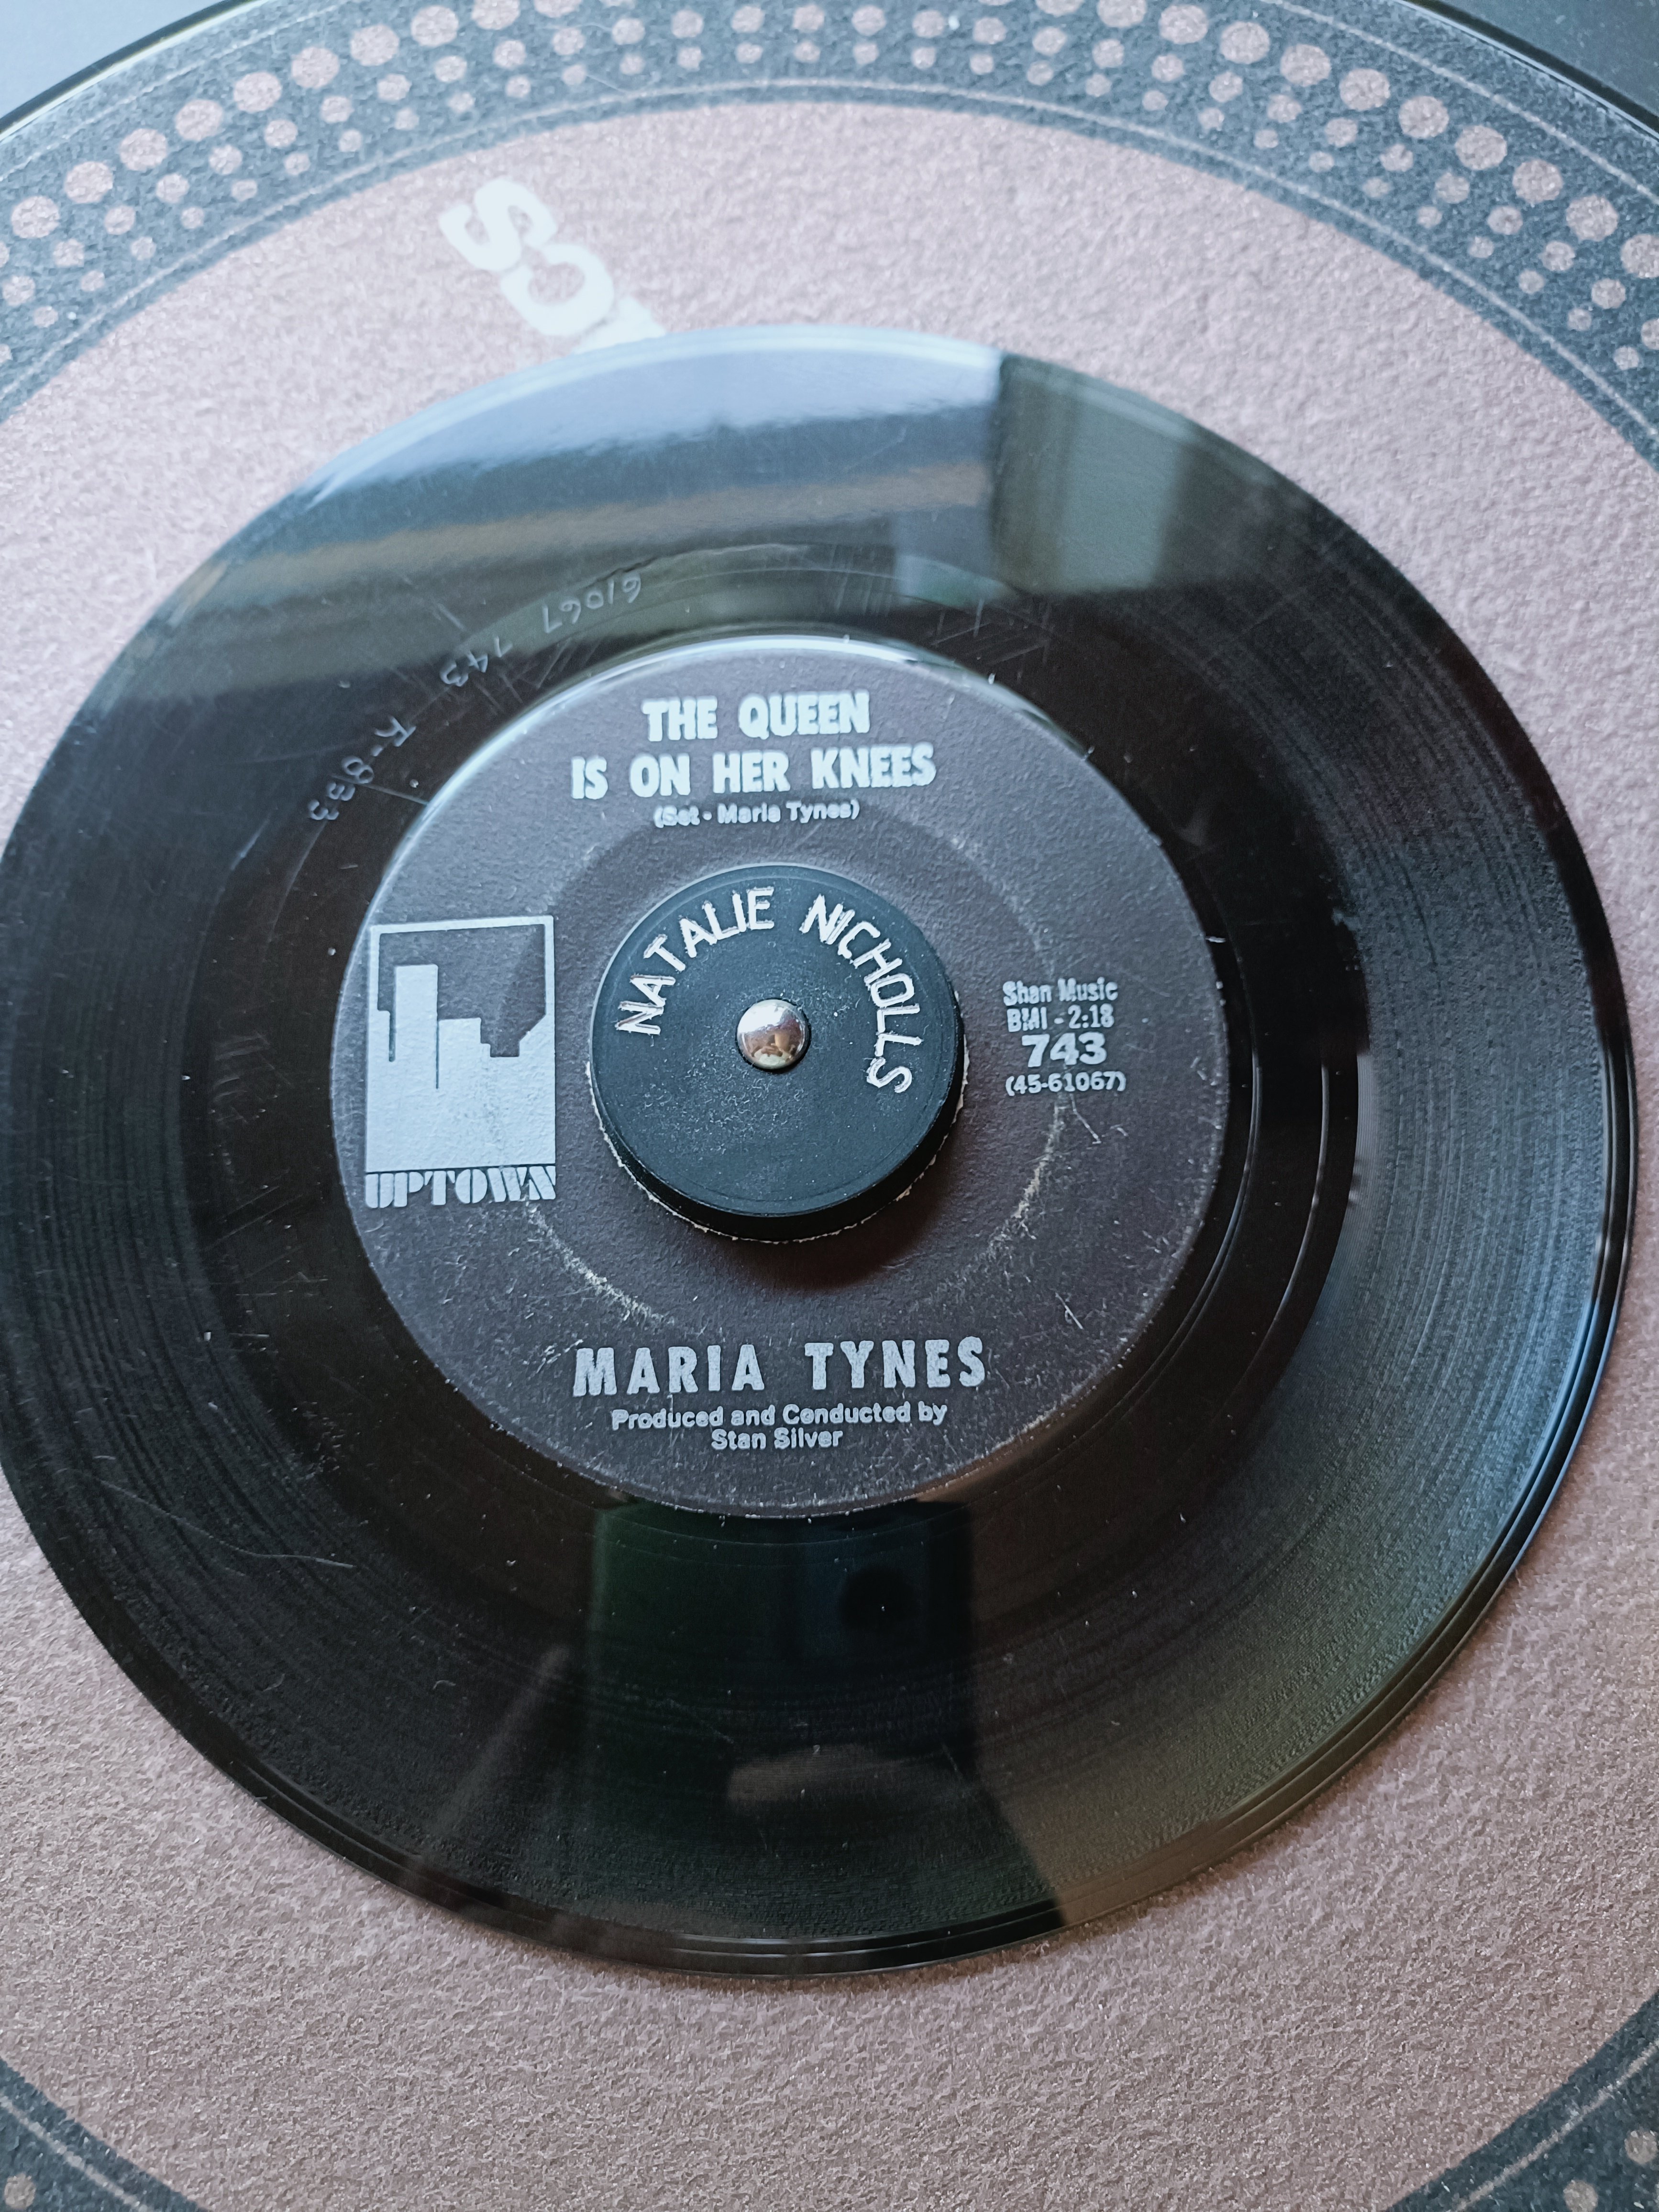 THE QUEEN
IS ON HER KNEES
(Set - Maria Tynes)
NATALIE NICHOLLS
UPTOWN
Shan Music
BMI - 2:18
743
(45-61067)
MARIA TYNES
Produced and Conducted by
Stan Silver
61067 743 K-833